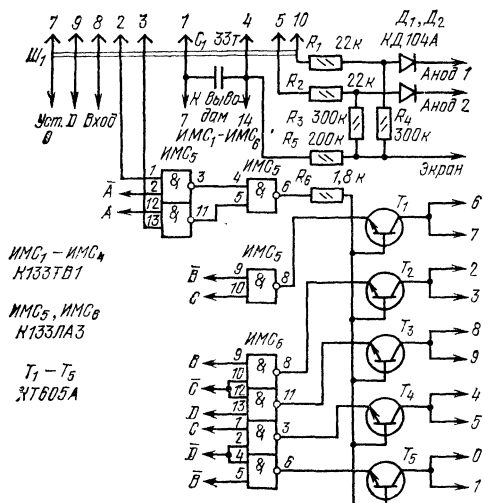 7 9 8 2 3 1 4 5 10
Ш1 C1 33т R1 22к Д1, Д2
КД104А
Анод 1
R2 22к
Анод 2
Уст. D Вход
0
7 К выво- 14
дам
ИМС1-ИМС6
R3 300к R4 300к
R5 200к
Экран
ИМС5 ИМС5 R6 1,8к
1 & 3 4 & 6
Ā 2 5
A 12 & 11
13
T1 6
7
ИМС1 – ИМС4
К133ТВ1
ИМС5
B̄ 9 & 8
C 10
T2 2
3
ИМС5, ИМС6
К133ЛА3
ИМС6
T3 8
9
T1 – T5
КТ605А
B 9 & 8
C̄ 10
12 & 11
D 13
T4 4
5
C 1 & 3
2
D̄ 4 & 6
B̄ 5
T5 0
1